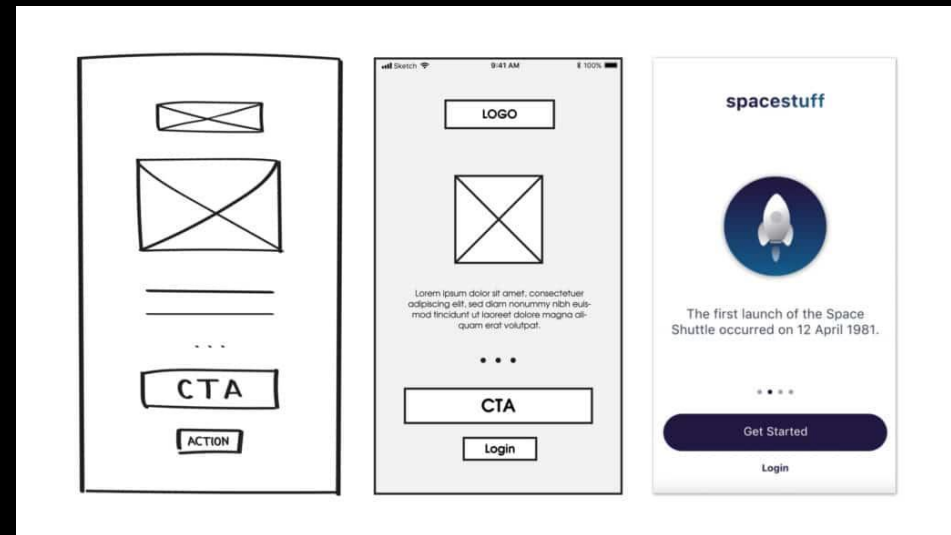 CTA
ACTION
Sketch
9:41 AM
100%
LOGO
Lorem ipsum dolor sit amet, consectetuer
adipiscing elit, sed diam nonummy nibh euis-
mod tincidunt ut laoreet dolore magna ali-
quam erat volutpat.
CTA
Login
spacestuff
The first launch of the Space
Shuttle occurred on 12 April 1981.
Get Started
Login